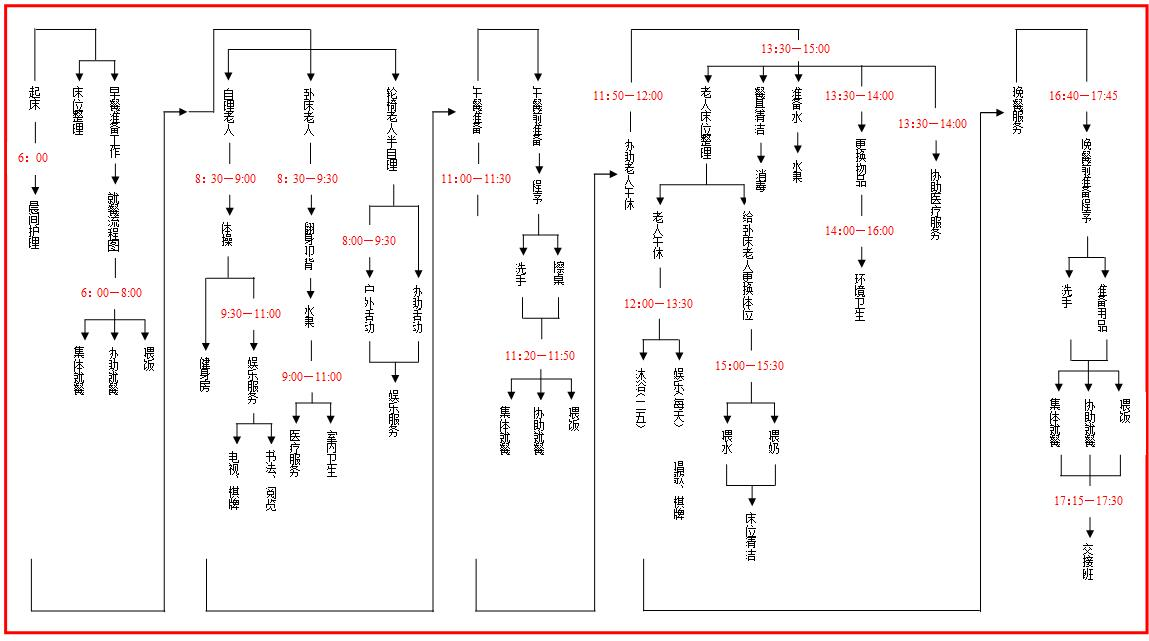 起床
6：00
晨间护理
床位整理
早餐准备工作
就餐流程图
6：00—8:00
集体就餐
办助就餐
喂饭
自理老人
8：30—9:00
体操
健身房
9:30—11:00
娱乐服务
电视、棋牌
书法、阅览
卧床老人
8：30—9:30
翻身叩背
水果
9:00—11:00
医疗服务
室内卫生
轮椅老人半自理
8:00—9:30
户外活动
办助活动
娱乐服务
午餐准备
11:00—11:30
午餐前准备
程序
洗手
擦桌
11:20—11:50
集体就餐
协助就餐
喂饭
11:50—12:00
办助老人午休
13:30—15:00
老人床位整理
老人午休
12:00—13:30
沐浴（二五）
娱乐（每天）
唱歌、棋牌
给卧床老人更换体位
15:00—15:30
喂水
喂奶
床位清洁
餐具清洁
消毒
准备水
水果
13:30—14:00
更换物品
14:00—16:00
环境卫生
13:30—14:00
协助医疗服务
晚餐服务
16:40—17:45
晚餐前准备程序
洗手
准备用品
集体就餐
协助就餐
喂饭
17:15—17:30
交接班